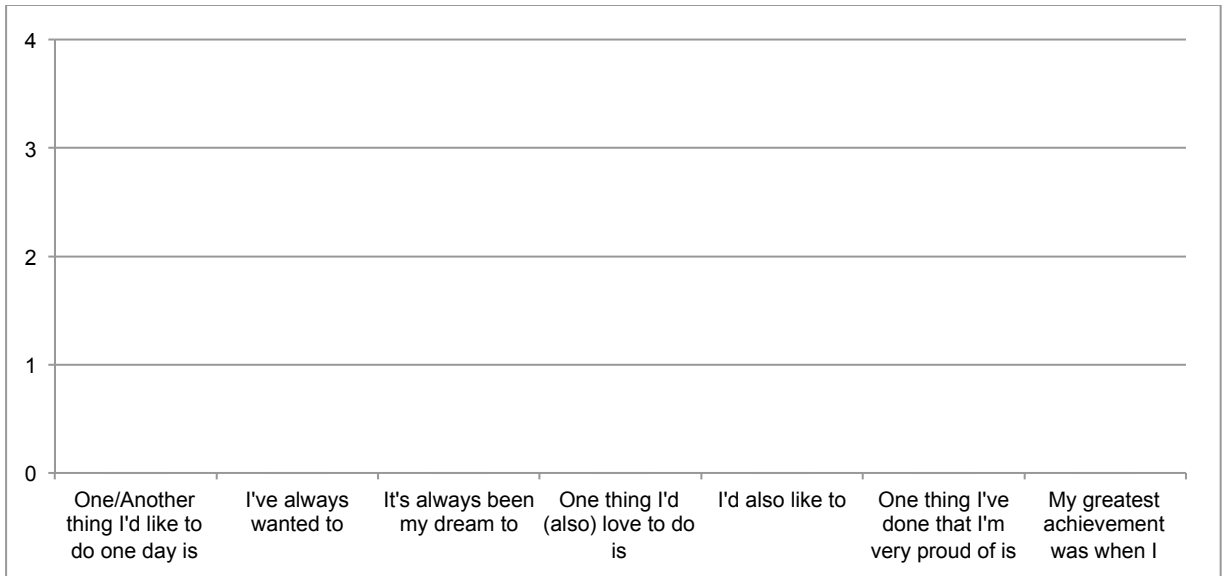 4
3
2
1
0
One/Another
thing I'd like to
do one day is
I've always
wanted to
It's always been
my dream to
One thing I'd
(also) love to do
is
I'd also like to
One thing I've
done that I'm
very proud of is
My greatest
achievement
was when I